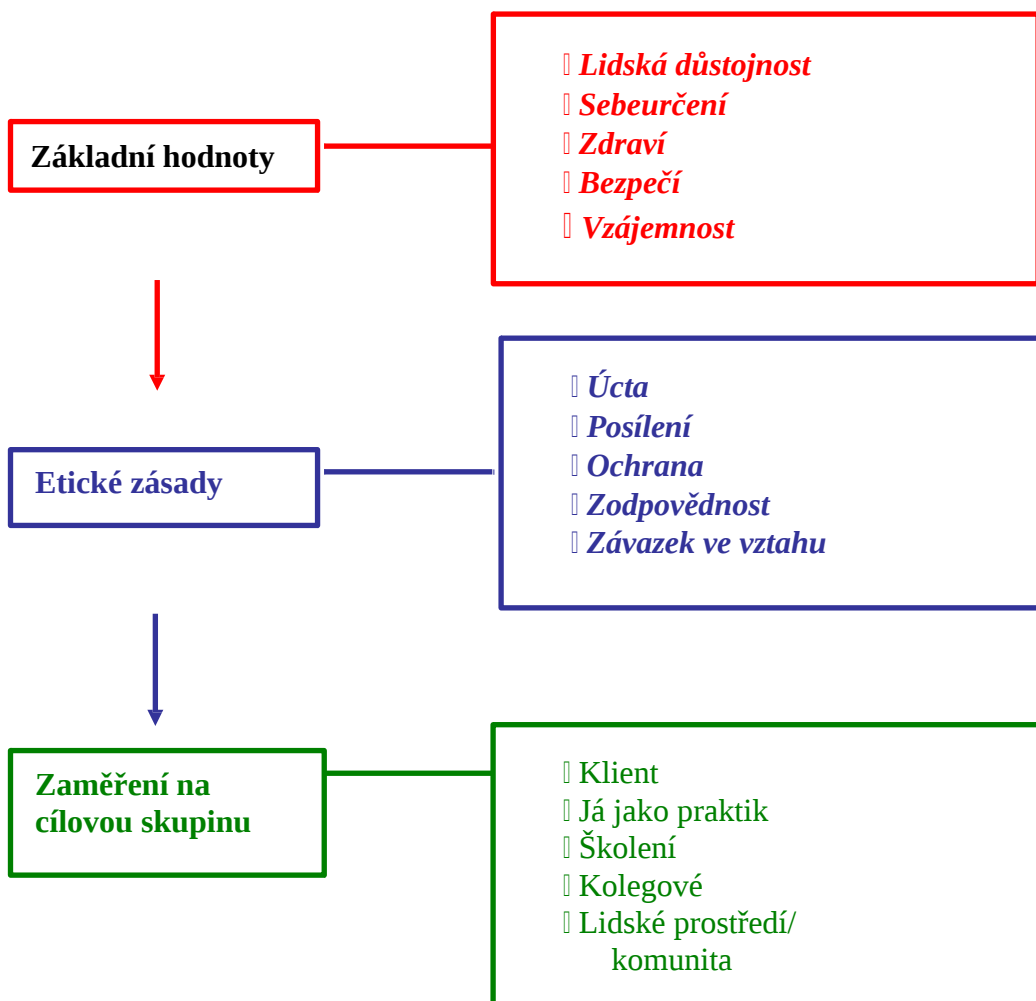 Základní hodnoty
Lidská důstojnost
Sebeurčení
Zdraví
Bezpečí
Vzájemnost
Etické zásady
Úcta
Posílení
Ochrana
Zodpovědnost
Závazek ve vztahu
Zaměření na
cílovou skupinu
Klient
Já jako praktik
Školení
Kolegové
Lidské prostředí/
komunita